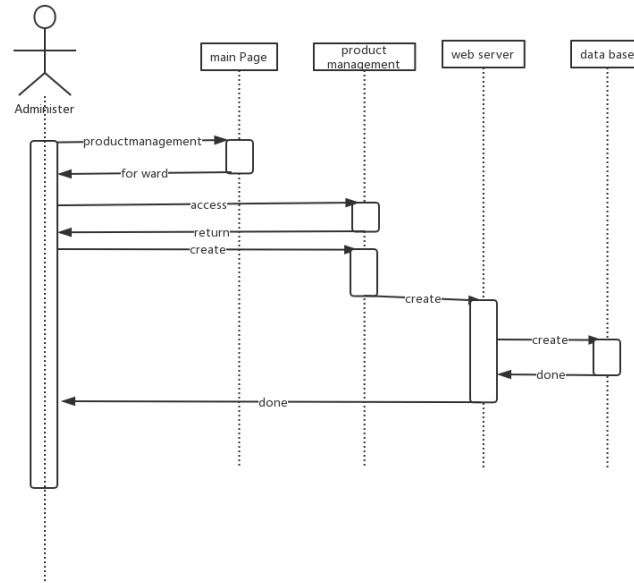 main Page
product
management
web server
data base
Administer
productmanagement
for ward
access
return
create
create
create
done
done